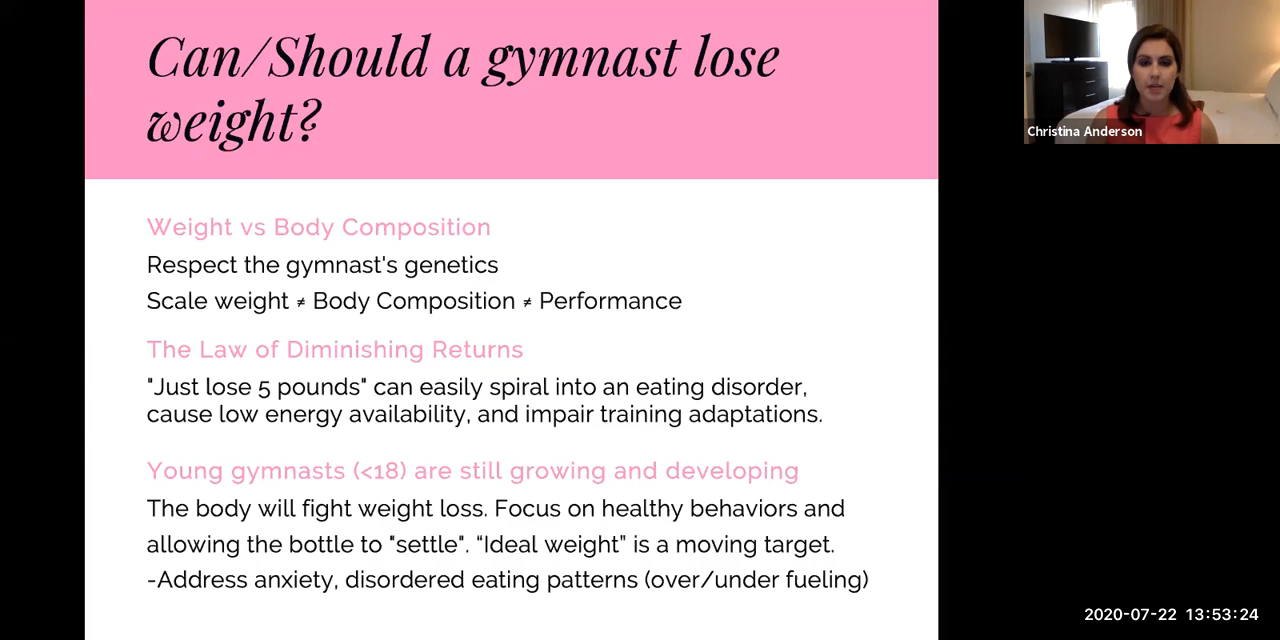 Can/Should a gymnast lose
weight?
Christina Anderson
Weight vs Body Composition
Respect the gymnast's genetics
Scale weight ≠ Body Composition ≠ Performance
The Law of Diminishing Returns
"Just lose 5 pounds" can easily spiral into an eating disorder,
cause low energy availability, and impair training adaptations.
Young gymnasts (<18) are still growing and developing
The body will fight weight loss. Focus on healthy behaviors and
allowing the bottle to "settle". “Ideal weight” is a moving target.
-Address anxiety, disordered eating patterns (over/under fueling)
2020-07-22 13:53:24